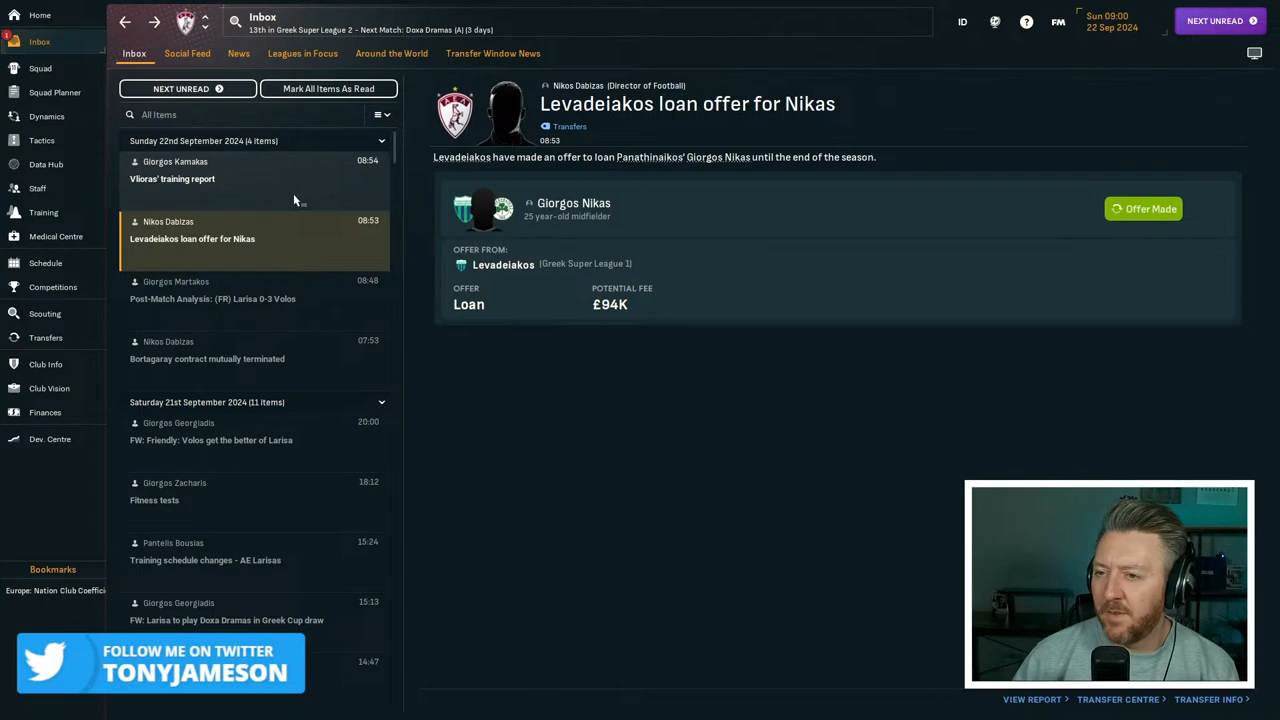 Home
1
Inbox
Squad
Squad Planner
Dynamics
Tactics
Data Hub
Staff
Training
Medical Centre
Schedule
Competitions
Scouting
Transfers
Club Info
Club Vision
Finances
Dev. Centre
Bookmarks
Europe: Nation Club Coeffici
Inbox
13th in Greek Super League 2 - Next Match: Doxa Dramas (A) (3 days)
ID
?
FM
Sun 09:00
22 Sep 2024
NEXT UNREAD
Inbox
Social Feed
News
Leagues in Focus
Around the World
Transfer Window News
NEXT UNREAD
Mark All Items As Read
All Items
Sunday 22nd September 2024 (4 items)
Giorgos Kamakas
08:54
Vlioras' training report
Nikos Dabizas
08:53
Levadeiakos loan offer for Nikas
Giorgos Martakos
08:48
Post-Match Analysis: (FR) Larisa 0-3 Volos
Nikos Dabizas
07:53
Bortagaray contract mutually terminated
Saturday 21st September 2024 (11 items)
Giorgos Georgiadis
20:00
FW: Friendly: Volos get the better of Larisa
Giorgos Zacharis
18:12
Fitness tests
Pantelis Bousias
15:24
Training schedule changes - AE Larisas
Giorgos Georgiadis
15:13
FW: Larisa to play Doxa Dramas in Greek Cup draw
14:47
Nikos Dabizas (Director of Football)
Levadeiakos loan offer for Nikas
Transfers
08:53
Levadeiakos have made an offer to loan Panathinaikos' Giorgos Nikas until the end of the season.
Giorgos Nikas
25 year-old midfielder
Offer Made
OFFER FROM:
Levadeiakos (Greek Super League 1)
OFFER
POTENTIAL FEE
Loan
£94K
VIEW REPORT
TRANSFER CENTRE
TRANSFER INFO
FOLLOW ME ON TWITTER
TONYJAMESON